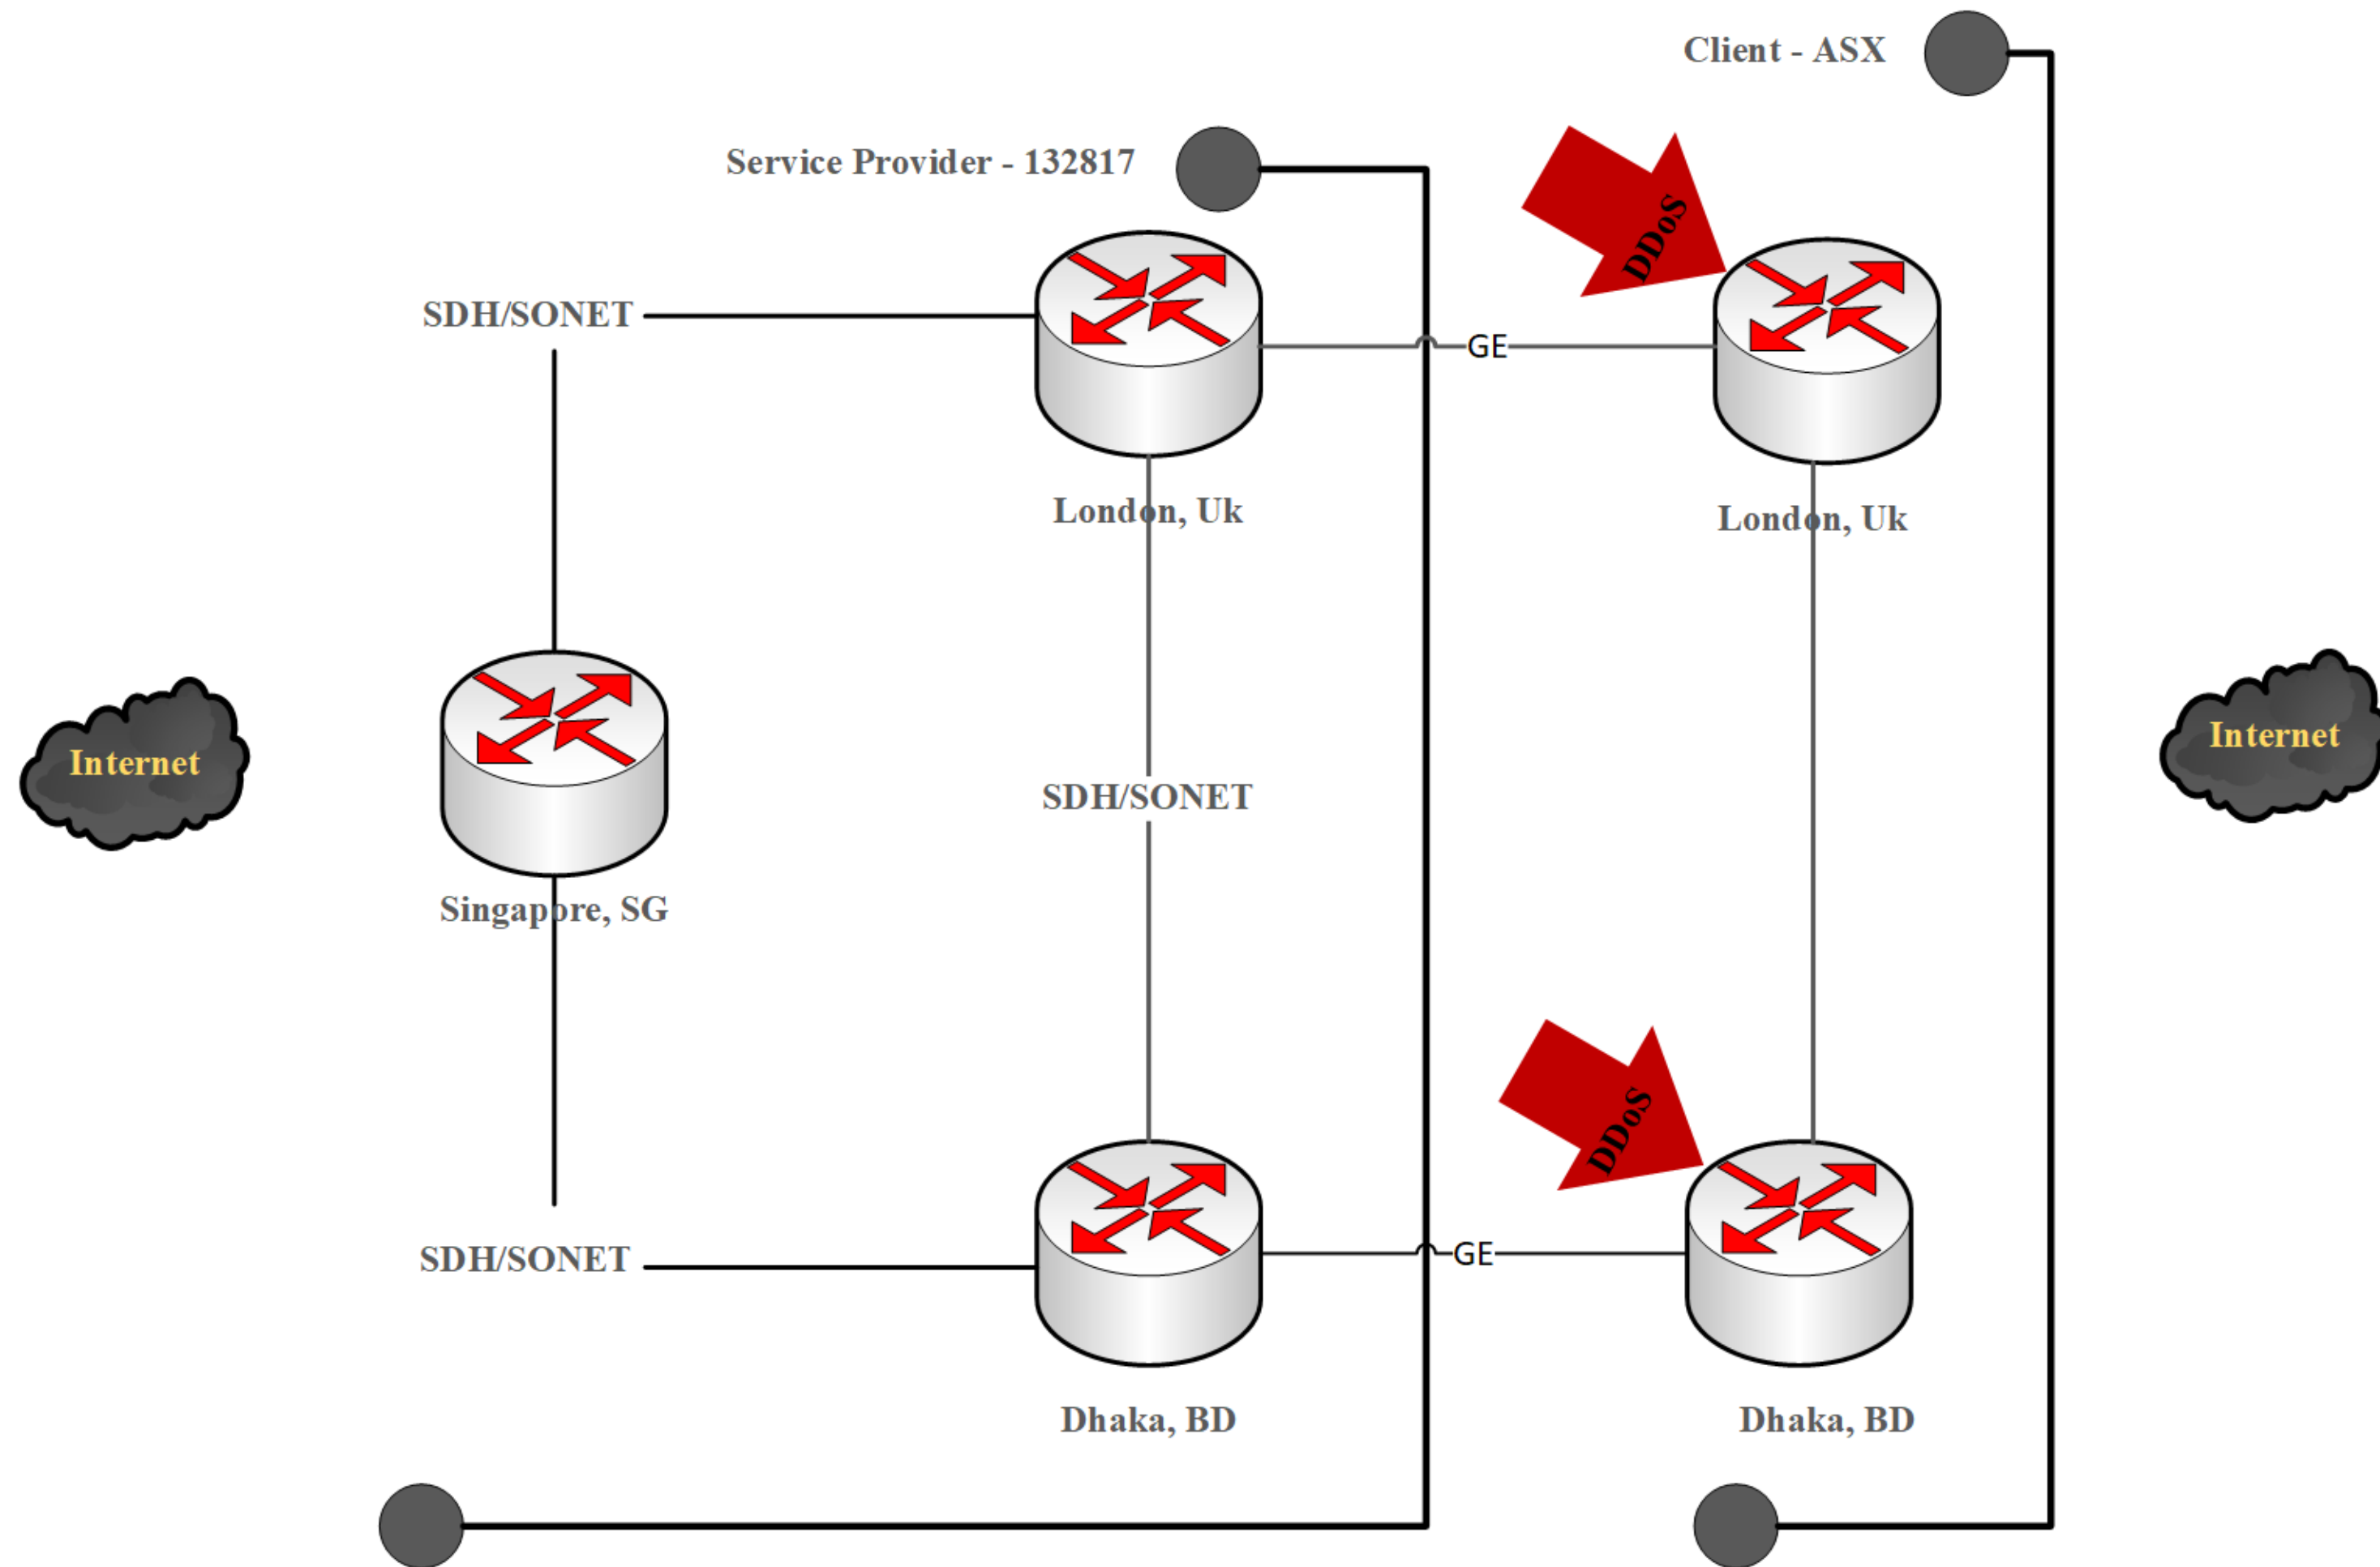 Client - ASX
Service Provider - 132817
DDoS
SDH/SONET
GE
London, Uk
London, Uk
Internet
Internet
SDH/SONET
Singapore, SG
DDoS
SDH/SONET
GE
Dhaka, BD
Dhaka, BD